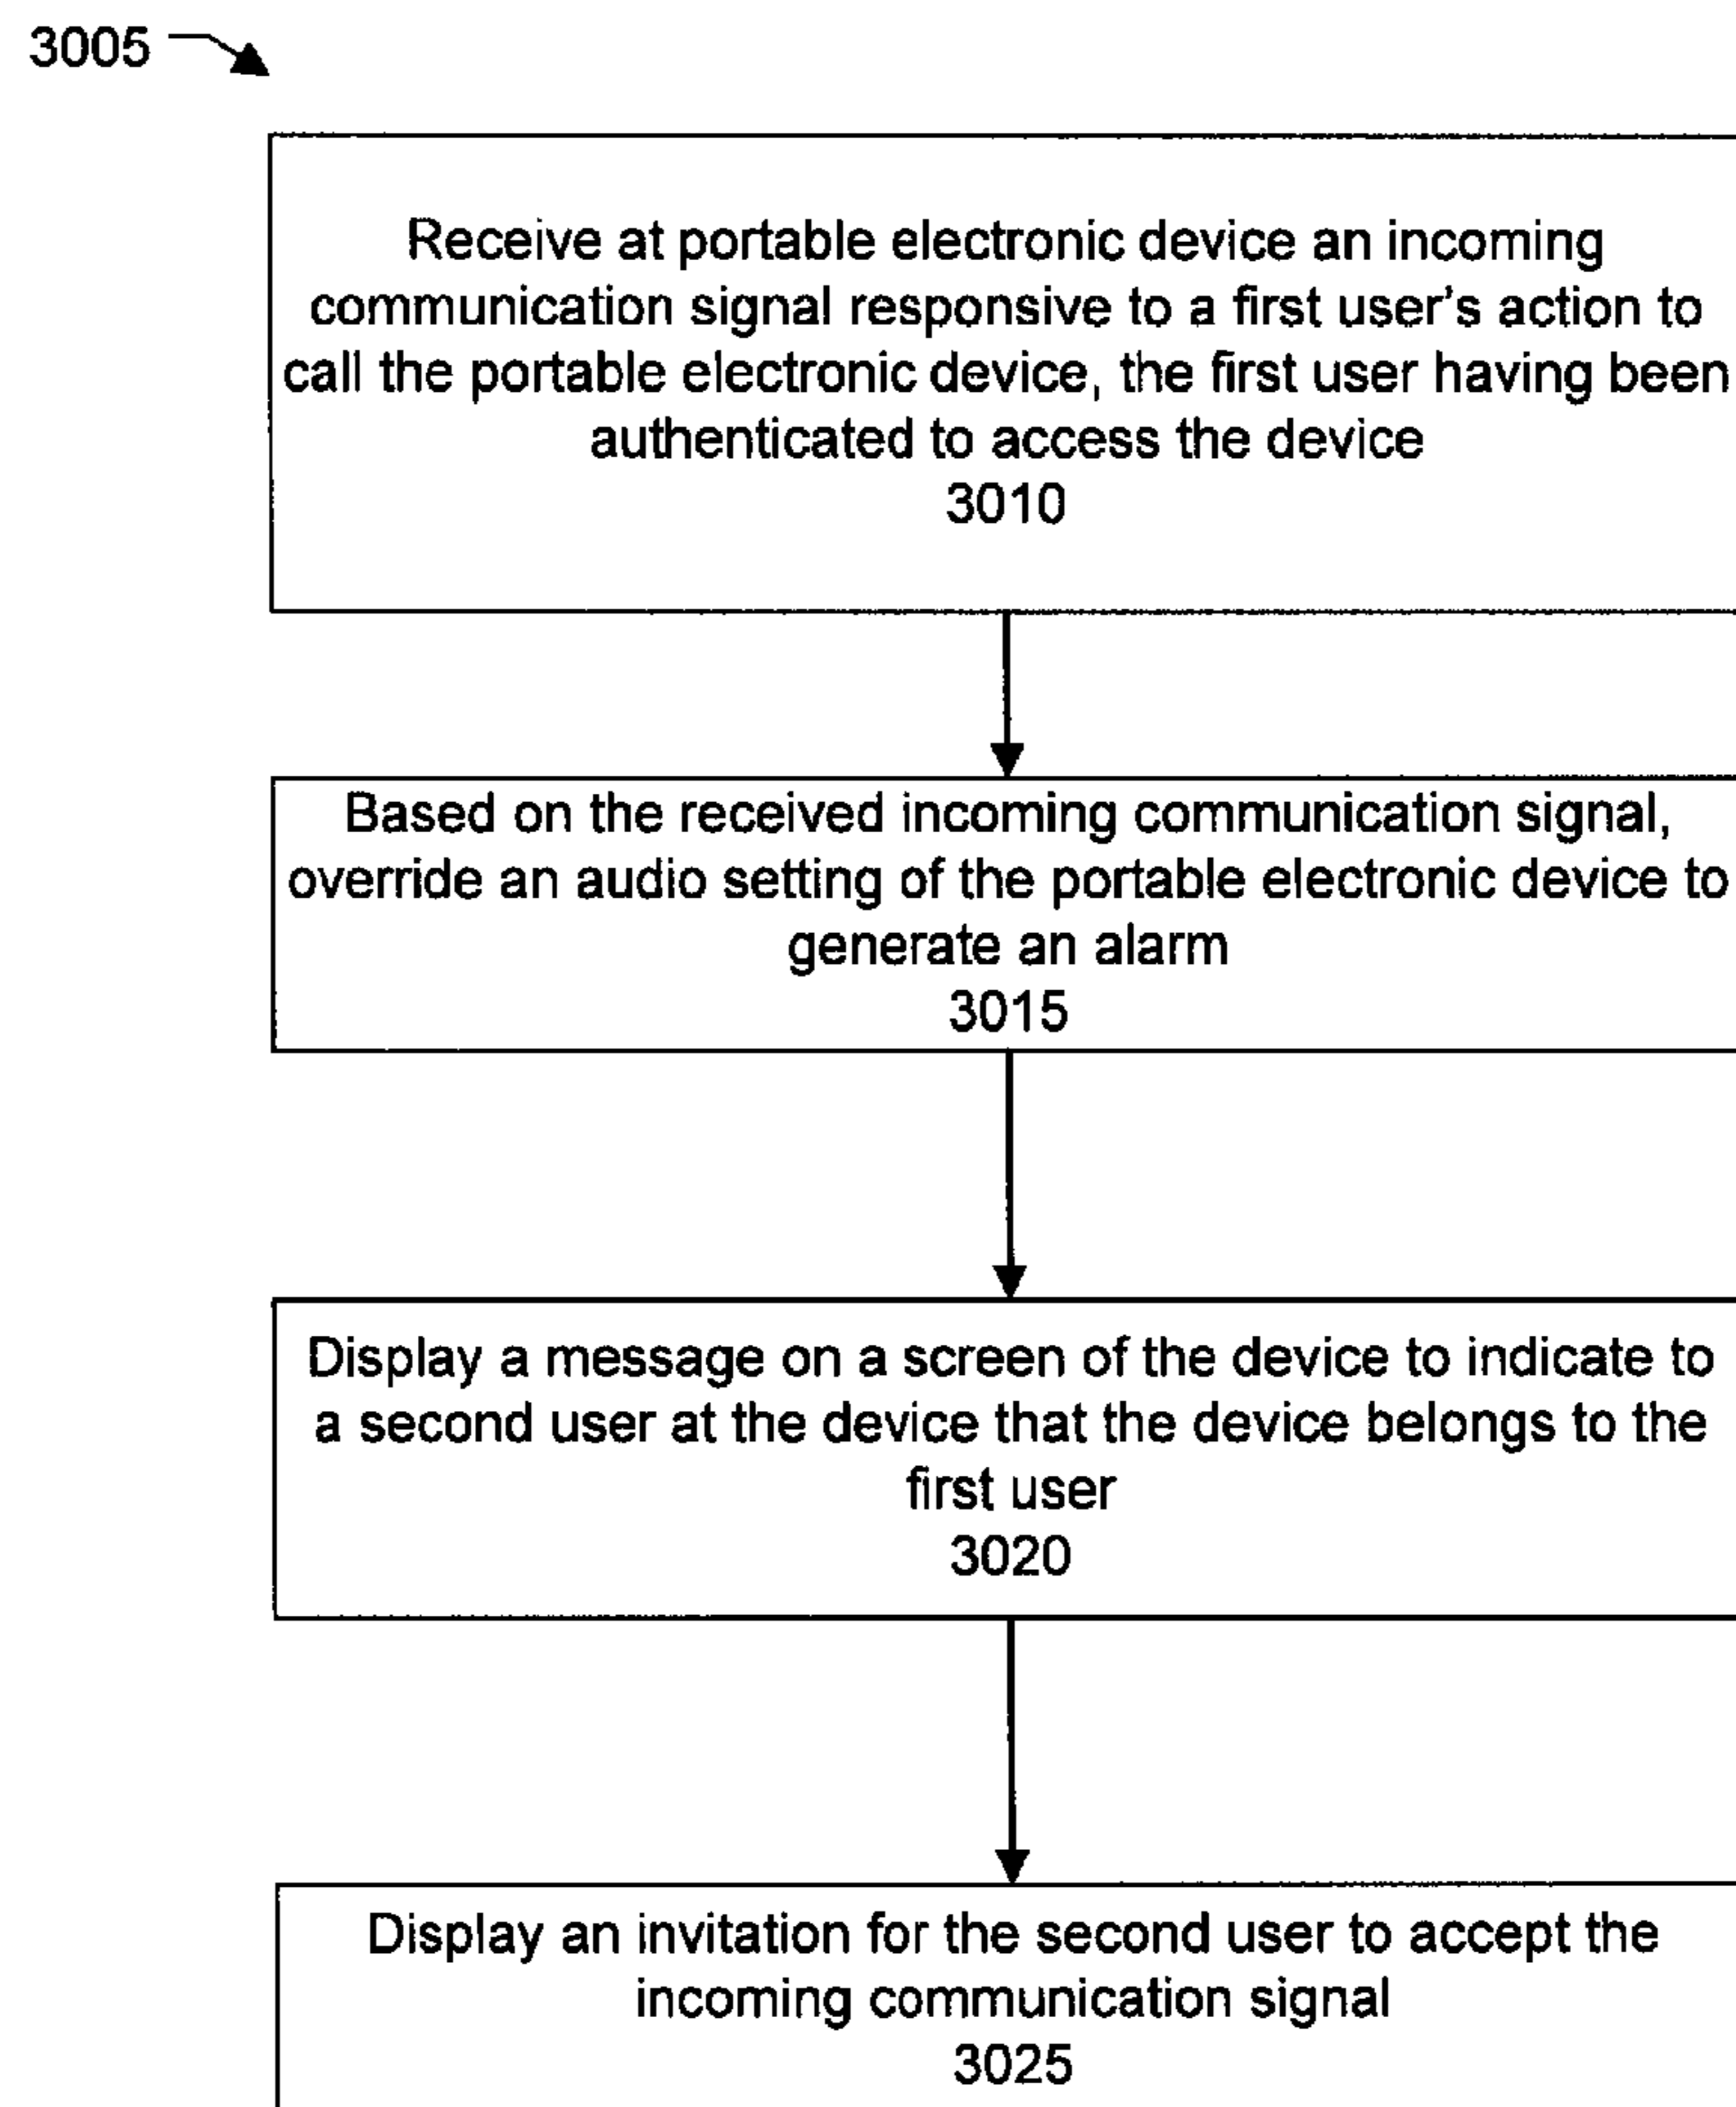 3005
Receive at portable electronic device an incoming
communication signal responsive to a first user's action to
call the portable electronic device, the first user having been
authenticated to access the device
3010
Based on the received incoming communication signal,
override an audio setting of the portable electronic device to
generate an alarm
3015
Display a message on a screen of the device to indicate to
a second user at the device that the device belongs to the
first user
3020
Display an invitation for the second user to accept the
incoming communication signal
3025